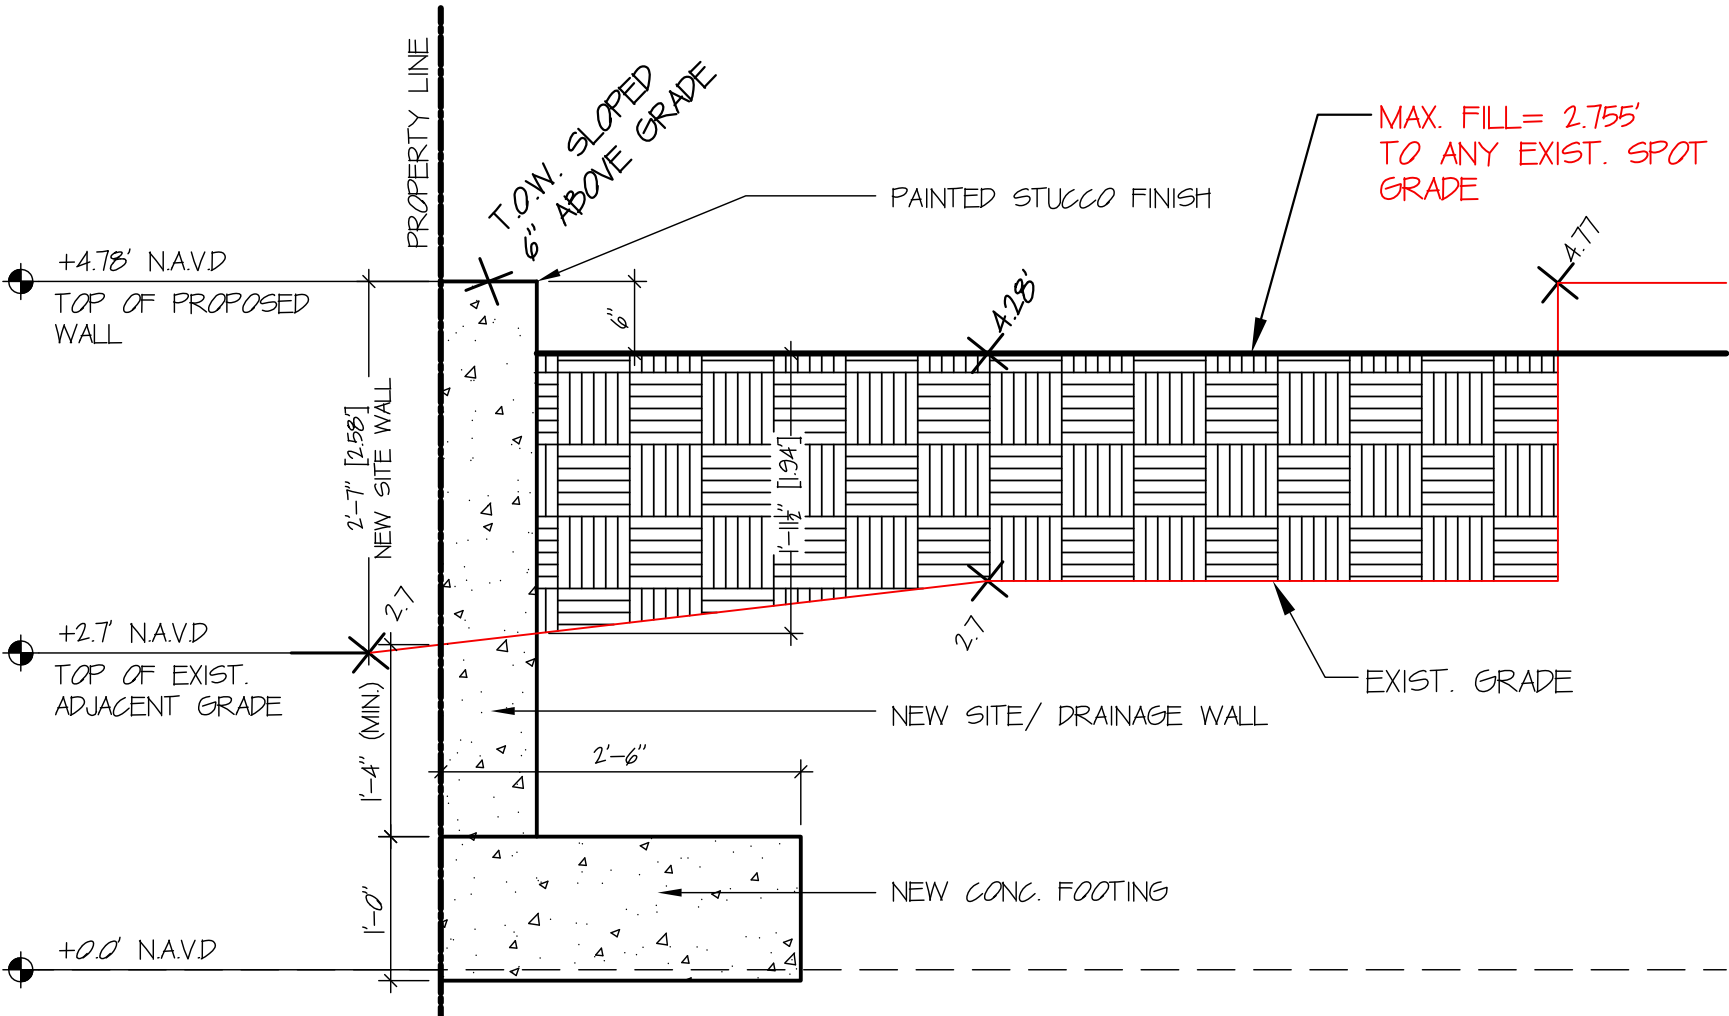 PROPERTY LINE
T.O.W. SLOPED
6" ABOVE GRADE
MAX. FILL= 2.755'
TO ANY EXIST. SPOT
GRADE
PAINTED STUCCO FINISH
4.77
+4.78' N.A.V.D
TOP OF PROPOSED
WALL
6"
4.28'
2'-7" [2.58']
NEW SITE WALL
1'-11½" [1.94']
2.7
2.7
+2.7' N.A.V.D
TOP OF EXIST.
ADJACENT GRADE
EXIST. GRADE
1'-4" (MIN.)
NEW SITE/ DRAINAGE WALL
2'-6"
1'-0"
NEW CONC. FOOTING
+0.0' N.A.V.D